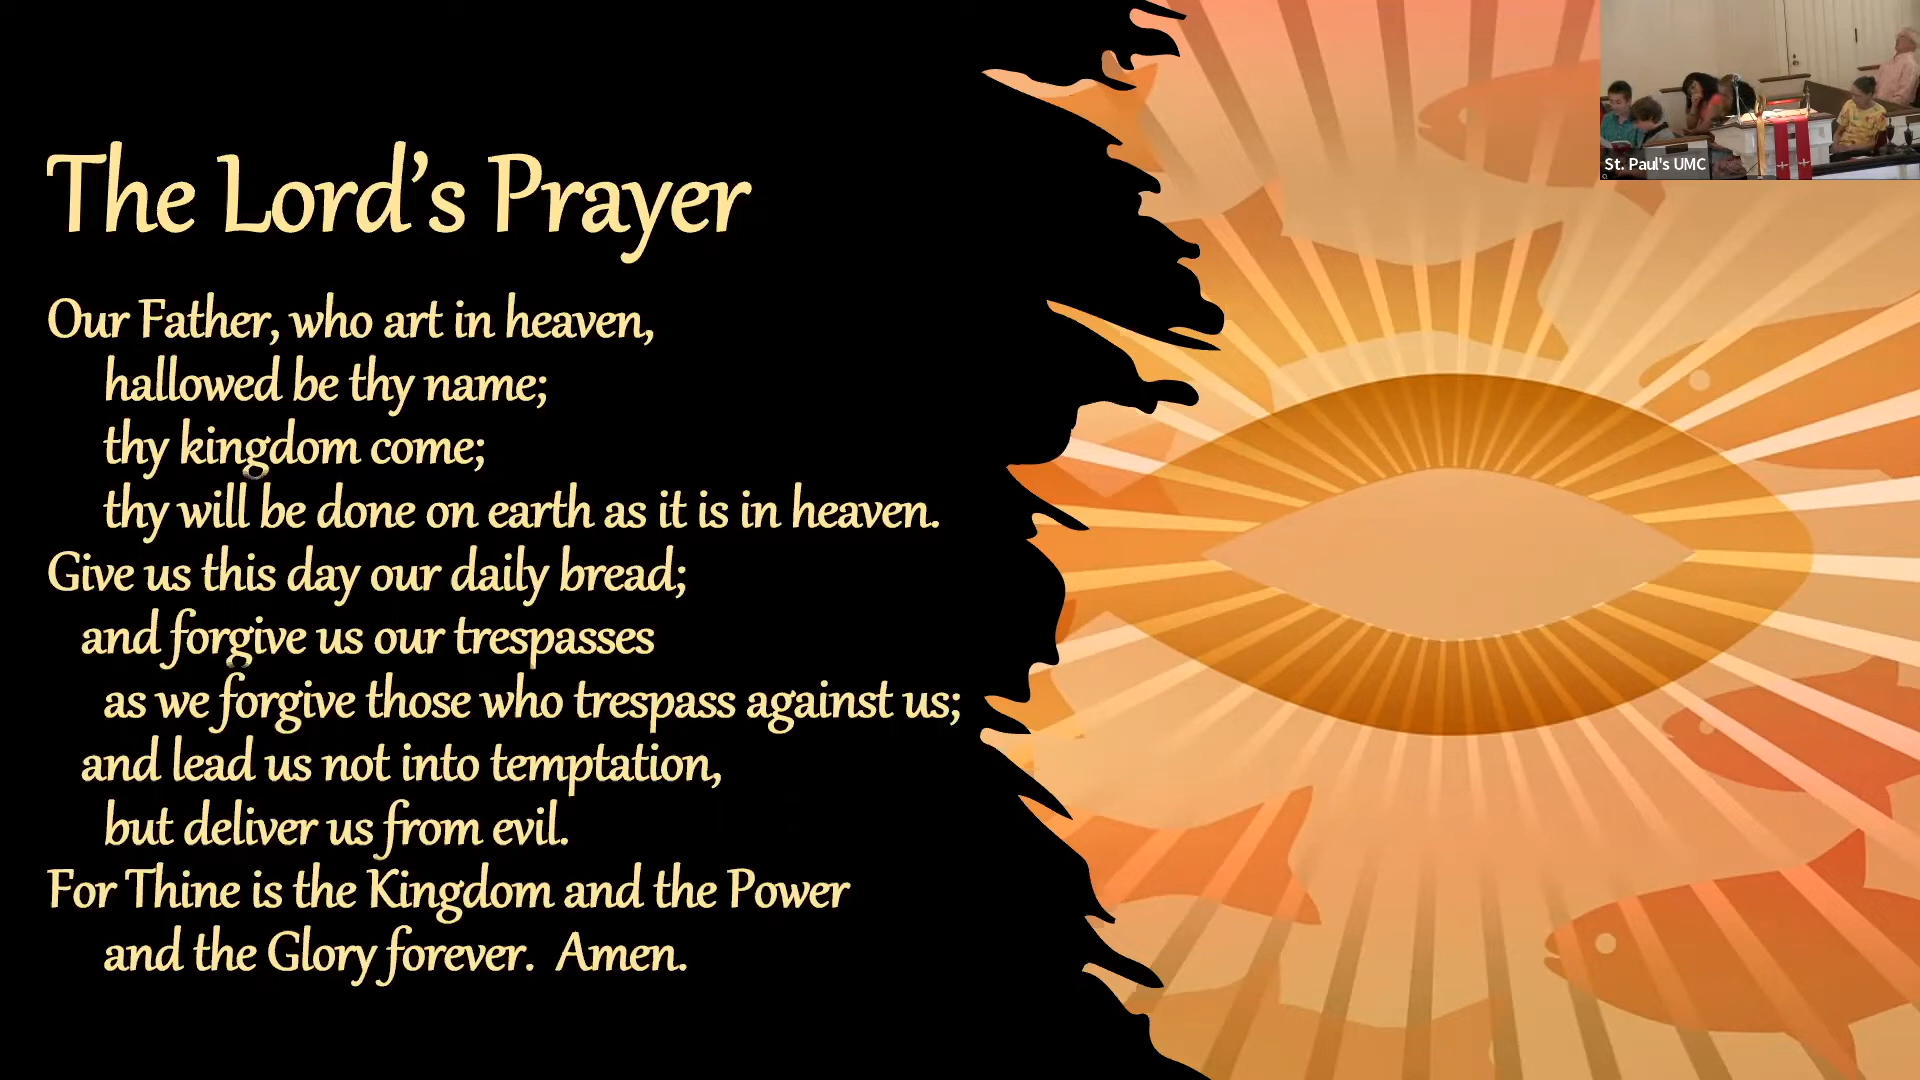 St. Paul's UMC
The Lord's Prayer
Our Father, who art in heaven,
hallowed be thy name;
thy kingdom come;
thy will be done on earth as it is in heaven.
Give us this day our daily bread;
and forgive us our trespasses
as we forgive those who trespass against us;
and lead us not into temptation,
but deliver us from evil.
For Thine is the Kingdom and the Power
and the Glory forever.  Amen.